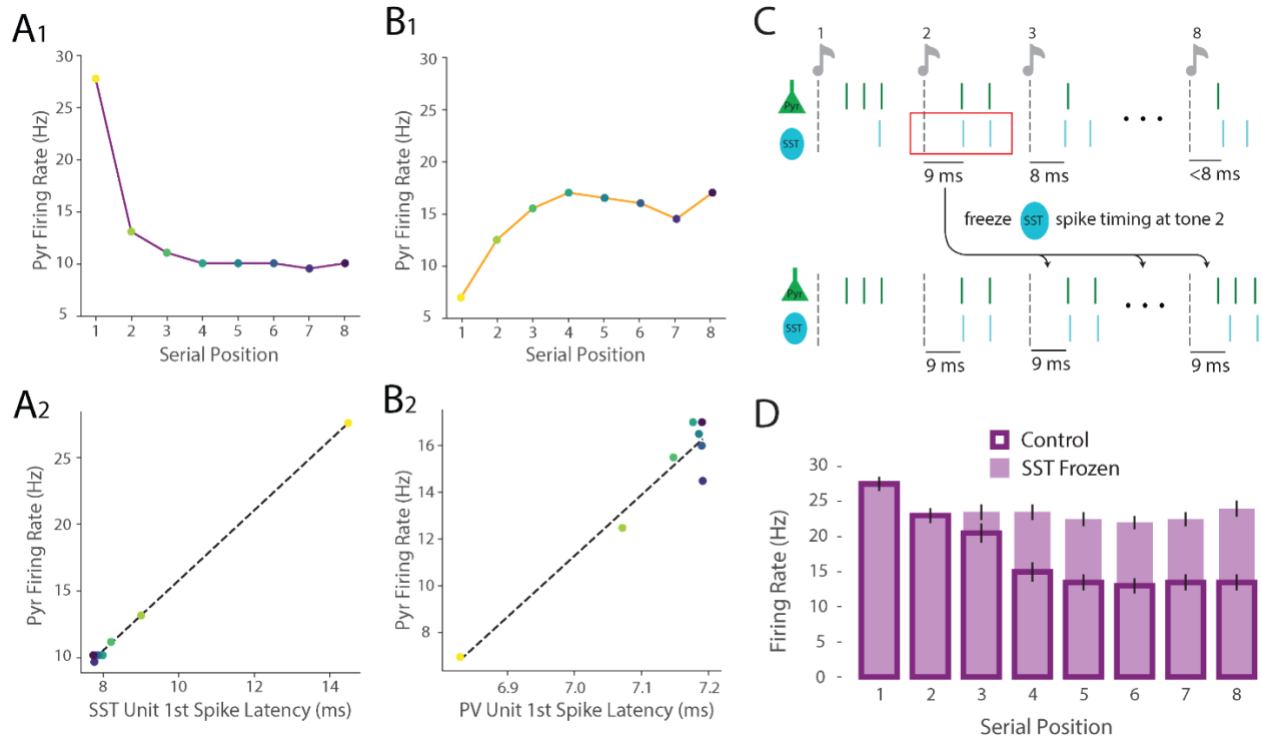 A1
30
25
20
15
10
5
Pyr Firing Rate (Hz)
1 2 3 4 5 6 7 8
Serial Position
B1
30
25
20
15
10
5
Pyr Firing Rate (Hz)
1 2 3 4 5 6 7 8
Serial Position
C
1 2 3 8
Pyr
SST
9 ms 8 ms <8 ms
freeze SST spike timing at tone 2
Pyr
SST
9 ms 9 ms 9 ms
A2
25
20
15
10
Pyr Firing Rate (Hz)
8 10 12 14
SST Unit 1st Spike Latency (ms)
B2
16
14
12
10
8
Pyr Firing Rate (Hz)
6.9 7.0 7.1 7.2
PV Unit 1st Spike Latency (ms)
D
Control
SST Frozen
30
25
20
15
10
5
0
Firing Rate (Hz)
1 2 3 4 5 6 7 8
Serial Position